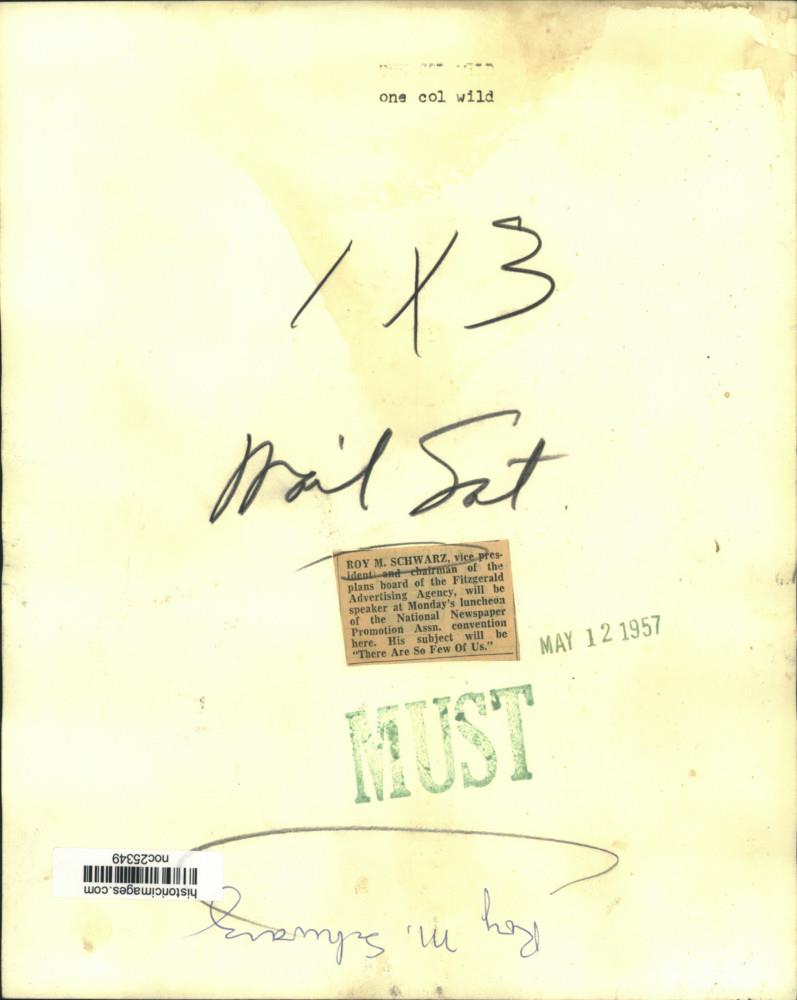 one col wild
1 X 3
Mail Sat.
ROY M. SCHWARZ, vice pres-
ident and chairman of the
plans board of the Fitzgerald
Advertising Agency, will be
speaker at Monday's luncheon
of the National Newspaper
Promotion Assn. convention
here. His subject will be
"There Are So Few Of Us."
MAY 12 1957
MUST
noc25349
historicimages.com
Roy M. Schwarz